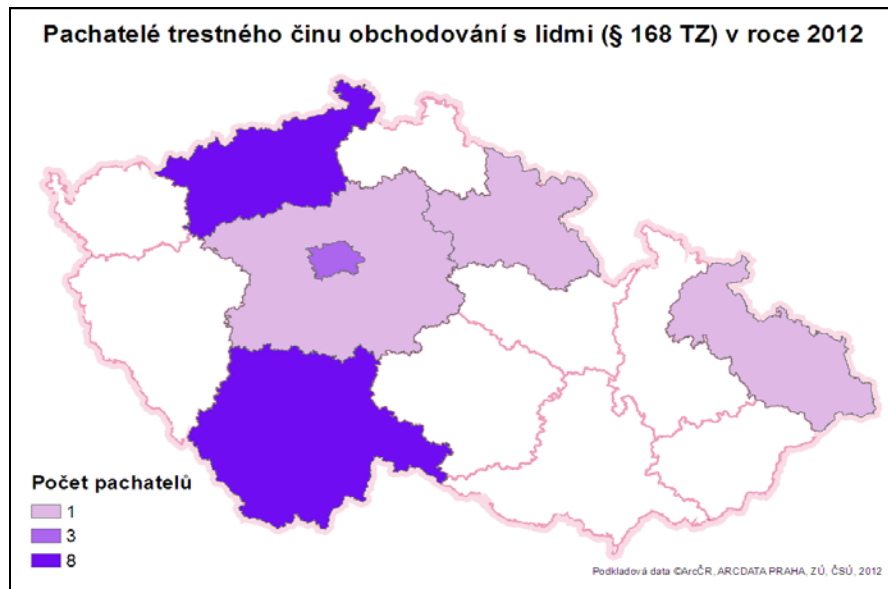 Pachatelé trestného činu obchodování s lidmi (§ 168 TZ) v roce 2012
Počet pachatelů
1
3
8
Podkladová data ©ArcČR, ARCDATA PRAHA, ZÚ, ČSÚ, 2012